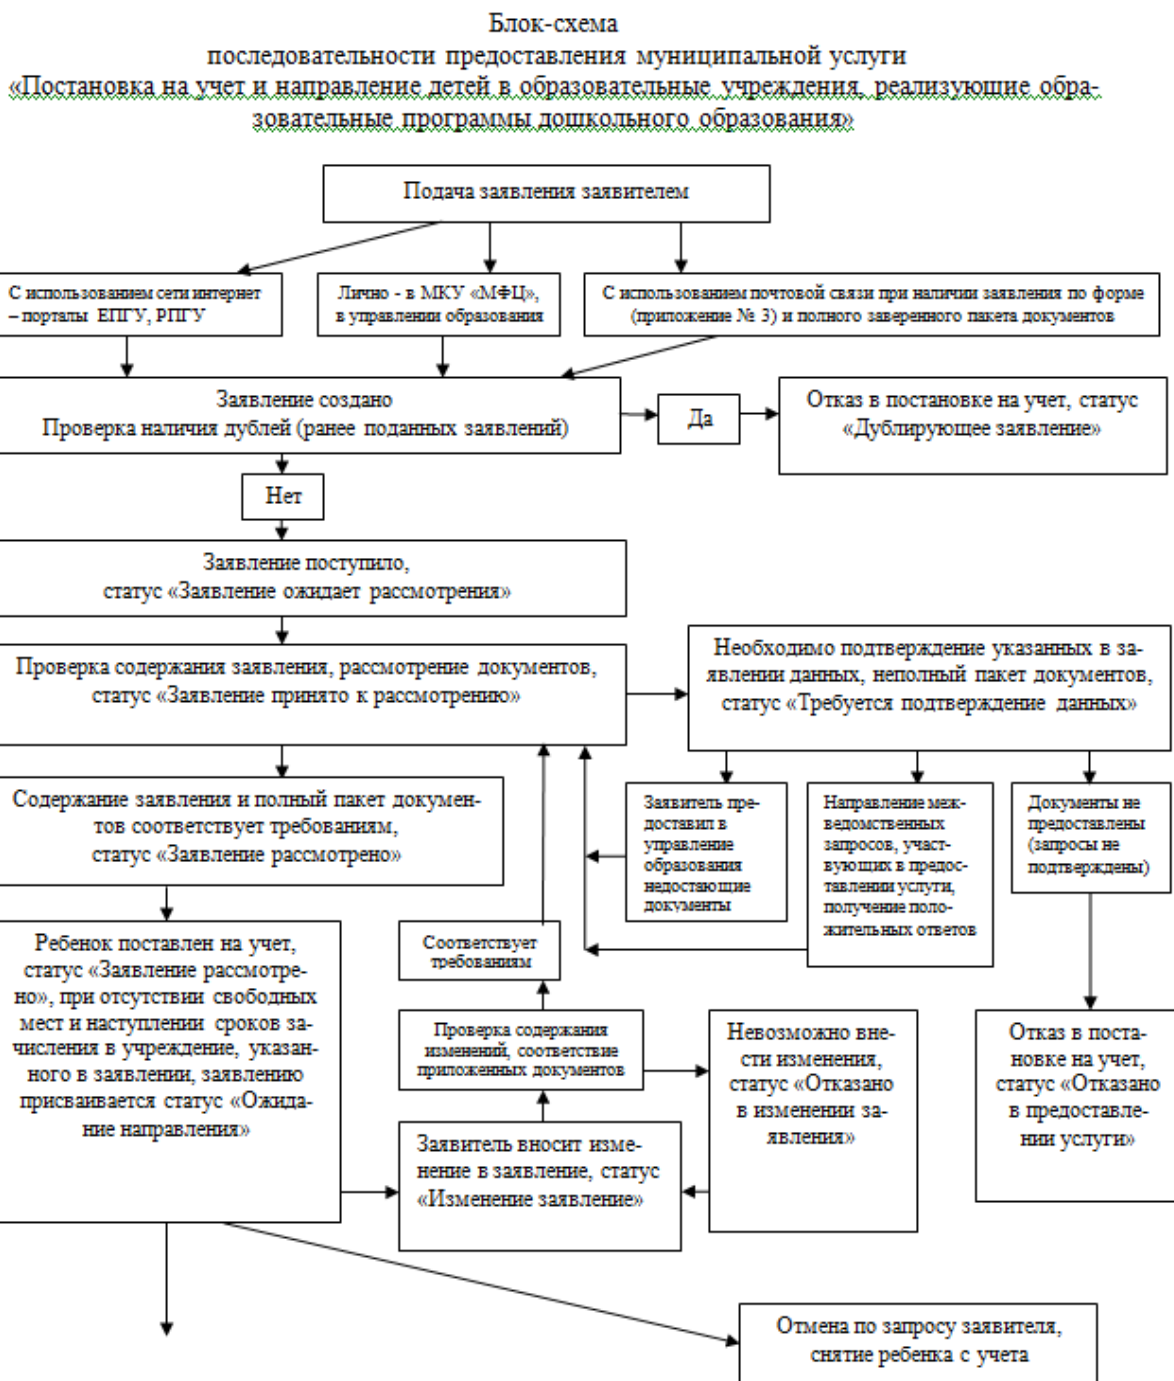 Блок-схема
последовательности предоставления муниципальной услуги
«Постановка на учет и направление детей в образовательные учреждения, реализующие обра-
зовательные программы дошкольного образования»
Подача заявления заявителем
С использованием сети интернет
– порталы ЕПГУ, РПГУ
Лично - в МКУ «МФЦ»,
в управлении образования
С использованием почтовой связи при наличии заявления по форме
(приложение № 3) и полного заверенного пакета документов
Заявление создано
Проверка наличия дублей (ранее поданных заявлений)
Да
Отказ в постановке на учет, статус
«Дублирующее заявление»
Нет
Заявление поступило,
статус «Заявление ожидает рассмотрения»
Проверка содержания заявления, рассмотрение документов,
статус «Заявление принято к рассмотрению»
Необходимо подтверждение указанных в за-
явлении данных, неполный пакет документов,
статус «Требуется подтверждение данных»
Содержание заявления и полный пакет докумен-
тов соответствует требованиям,
статус «Заявление рассмотрено»
Заявитель пре-
доставил в
управление
образования
недостающие
документы
Направление меж-
ведомственных
запросов, участ-
вующих в предос-
тавлении услуги,
получение поло-
жительных ответов
Документы не
предоставлены
(запросы не
подтверждены)
Ребенок поставлен на учет,
статус «Заявление рассмотре-
но», при отсутствии свободных
мест и наступлении сроков за-
числения в учреждение, указан-
ного в заявлении, заявлению
присваивается статус «Ожида-
ние направления»
Соответствует
требованиям
Проверка содержания
изменений, соответствие
приложенных документов
Невозможно вне-
сти изменения,
статус «Отказано
в изменении за-
явления»
Отказ в поста-
новке на учет,
статус «Отказано
в предоставле-
нии услуги»
Заявитель вносит изме-
нение в заявление, статус
«Изменение заявление»
Отмена по запросу заявителя,
снятие ребенка с учета